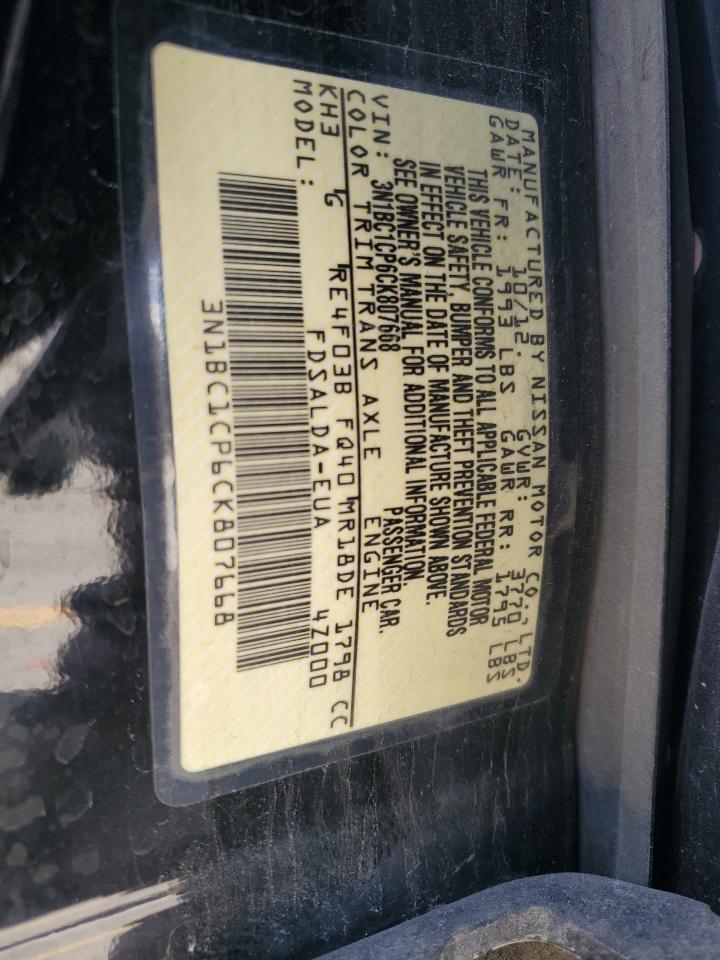 MANUFACTURED BY NISSAN MOTOR CO., LTD.
DATE: 10/12. GVWR: 3770 LBS
GAWR FR: 1993 LBS GAWR RR: 1795 LBS
THIS VEHICLE CONFORMS TO ALL APPLICABLE FEDERAL MOTOR
VEHICLE SAFETY, BUMPER AND THEFT PREVENTION STANDARDS
IN EFFECT ON THE DATE OF MANUFACTURE SHOWN ABOVE.
SEE OWNER'S MANUAL FOR ADDITIONAL INFORMATION
VIN: 3N1BC1CP6CK807668 PASSENGER CAR.
COLOR TRIM TRANS AXLE ENGINE
KH3 G RE4F03B FQ40 MR18DE 1798 CC
MODEL: FDSALDA-EUA 4Z000
3N1BC1CP6CK807668